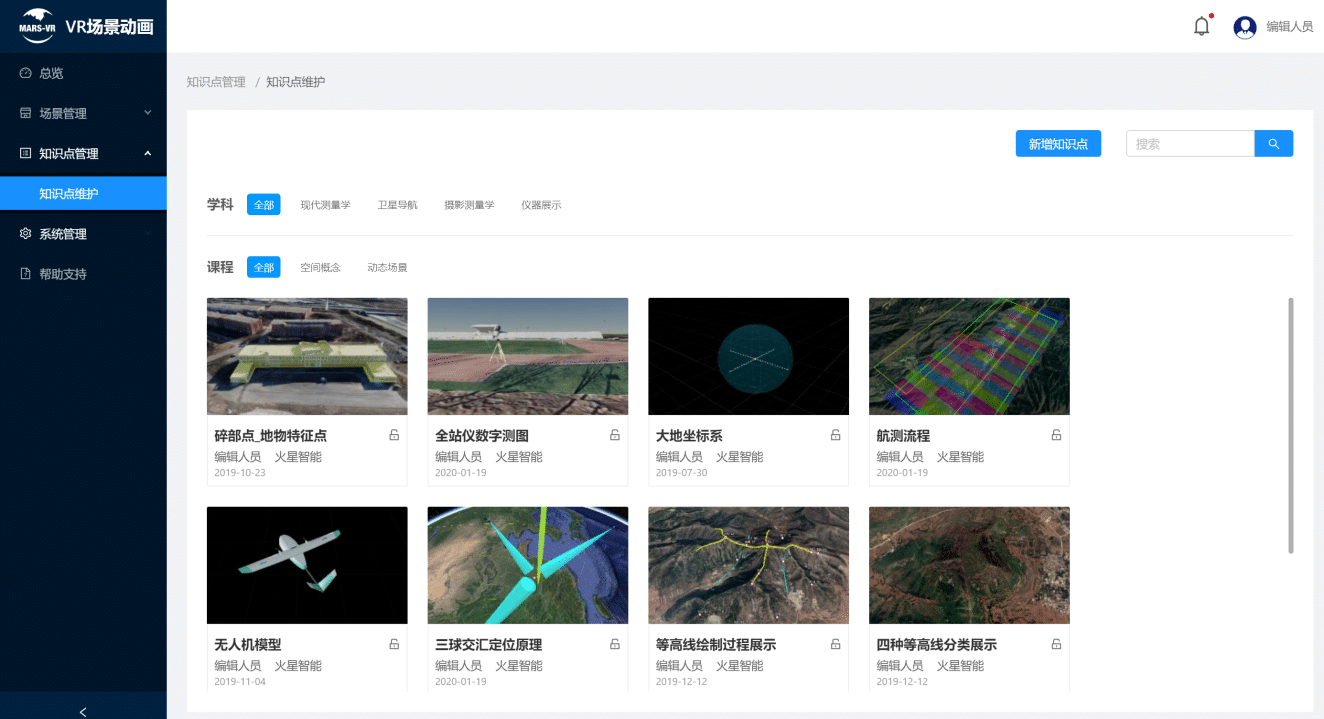 MARS-VR VR场景动画
编辑人员
总览
场景管理
知识点管理
知识点维护
系统管理
帮助支持
知识点管理 / 知识点维护
新增知识点 搜索
学科 全部 现代测量学 卫星导航 摄影测量学 仪器展示
课程 全部 空间概念 动态场景
碎部点_地物特征点
编辑人员 火星智能
2019-10-23
全站仪数字测图
编辑人员 火星智能
2020-01-19
大地坐标系
编辑人员 火星智能
2019-07-30
航测流程
编辑人员 火星智能
2020-01-19
无人机模型
编辑人员 火星智能
2019-11-04
三球交汇定位原理
编辑人员 火星智能
2020-01-19
等高线绘制过程展示
编辑人员 火星智能
2019-12-12
四种等高线分类展示
编辑人员 火星智能
2019-12-12